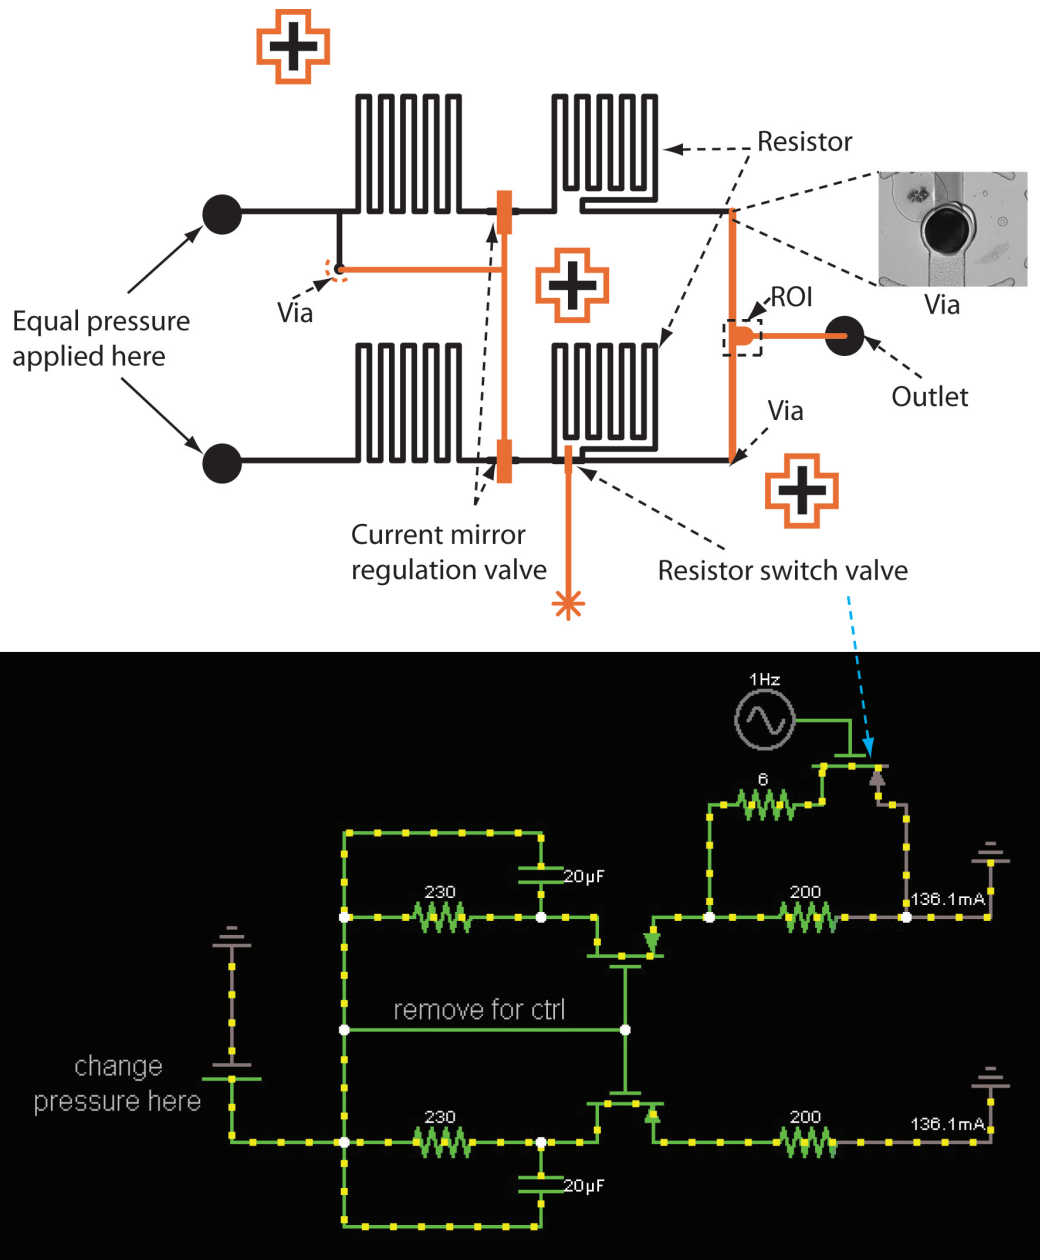 Resistor
Via
ROI
Via
Equal pressure
applied here
Outlet
Via
Current mirror
regulation valve
Resistor switch valve
1Hz
6
20µF
230
200
136.1mA
remove for ctrl
change
pressure here
230
200
136.1mA
20µF